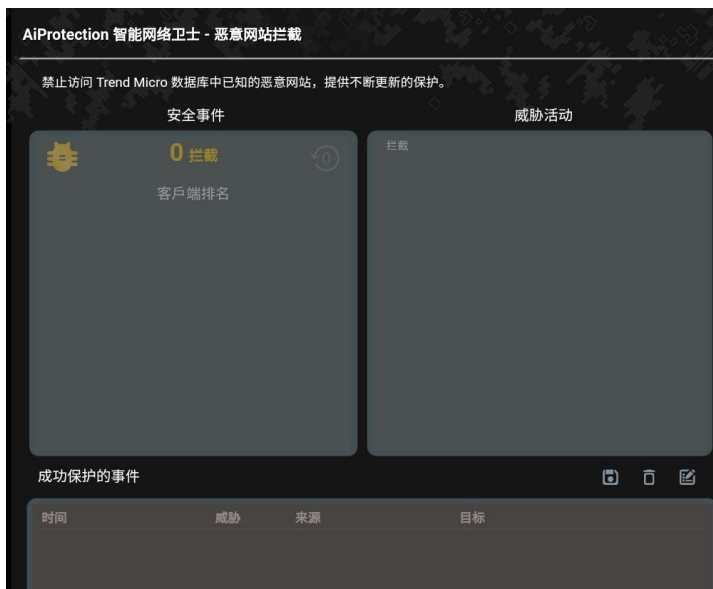 AiProtection 智能网络卫士 - 恶意网站拦截
禁止访问 Trend Micro 数据库中已知的恶意网站，提供不断更新的保护。
安全事件
威胁活动
0 拦截
0
客戶端排名
拦截
成功保护的事件
时间 威胁 来源 目标